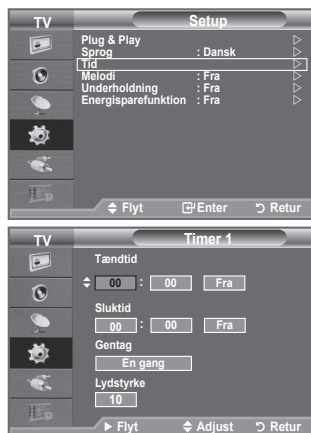 TV Setup
Plug & Play
Sprog : Dansk
Tid
Melodi : Fra
Underholdning : Fra
Energisparefunktion : Fra
Flyt Enter Retur
TV Timer 1
Tændtid
00 : 00 Fra
Sluktid
00 : 00 Fra
Gentag
Én gang
Lydstyrke
10
Flyt Adjust Retur